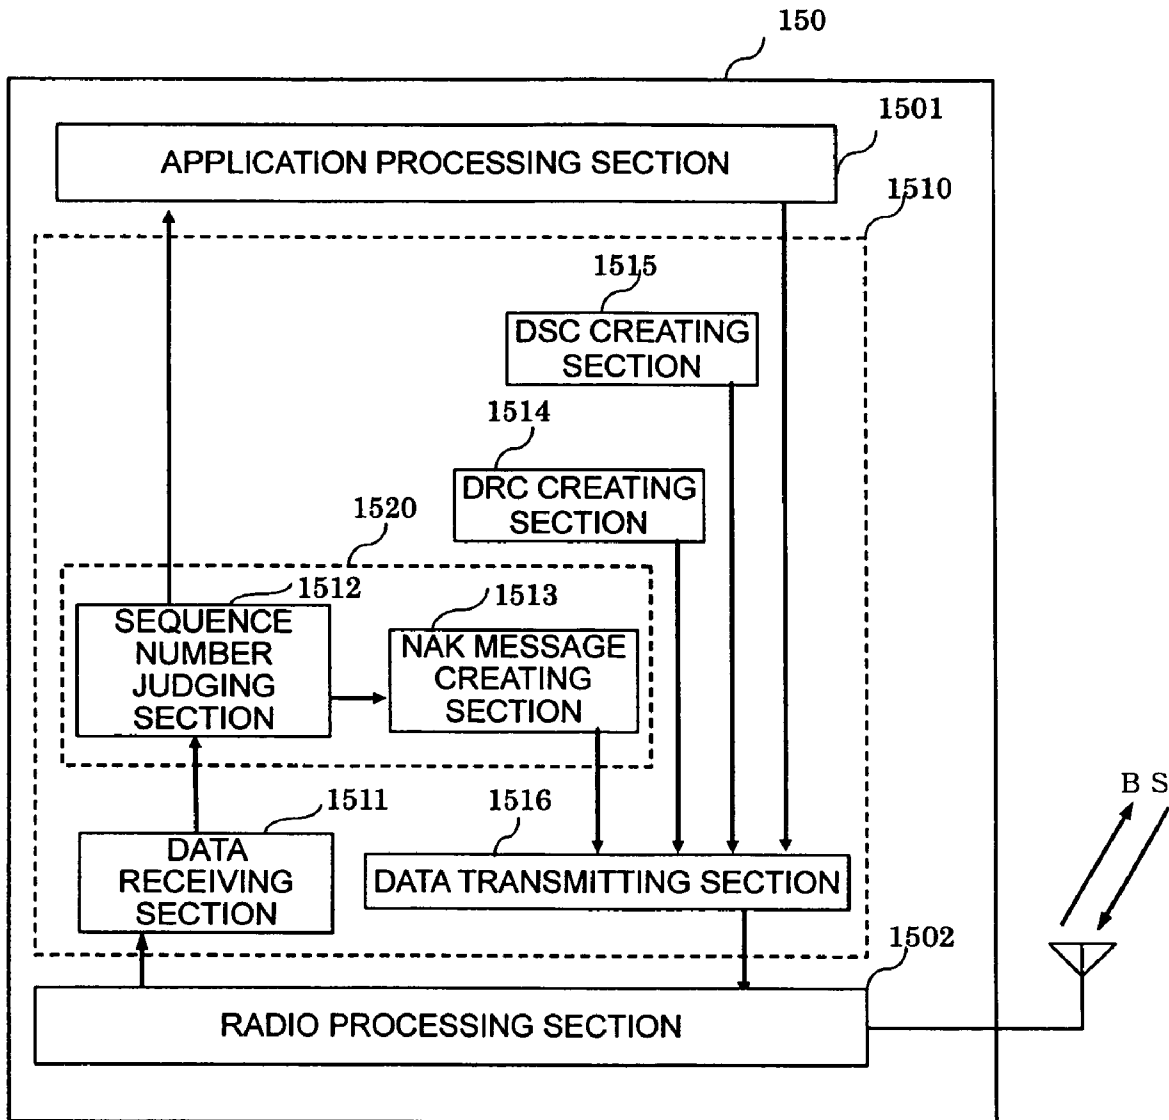 150
1501
APPLICATION PROCESSING SECTION
1510
1515
DSC CREATING
SECTION
1514
DRC CREATING
SECTION
1520
1512
SEQUENCE
NUMBER
JUDGING
SECTION
1513
NAK MESSAGE
CREATING
SECTION
1511
DATA
RECEIVING
SECTION
1516
DATA TRANSMITTING SECTION
BS
1502
RADIO PROCESSING SECTION